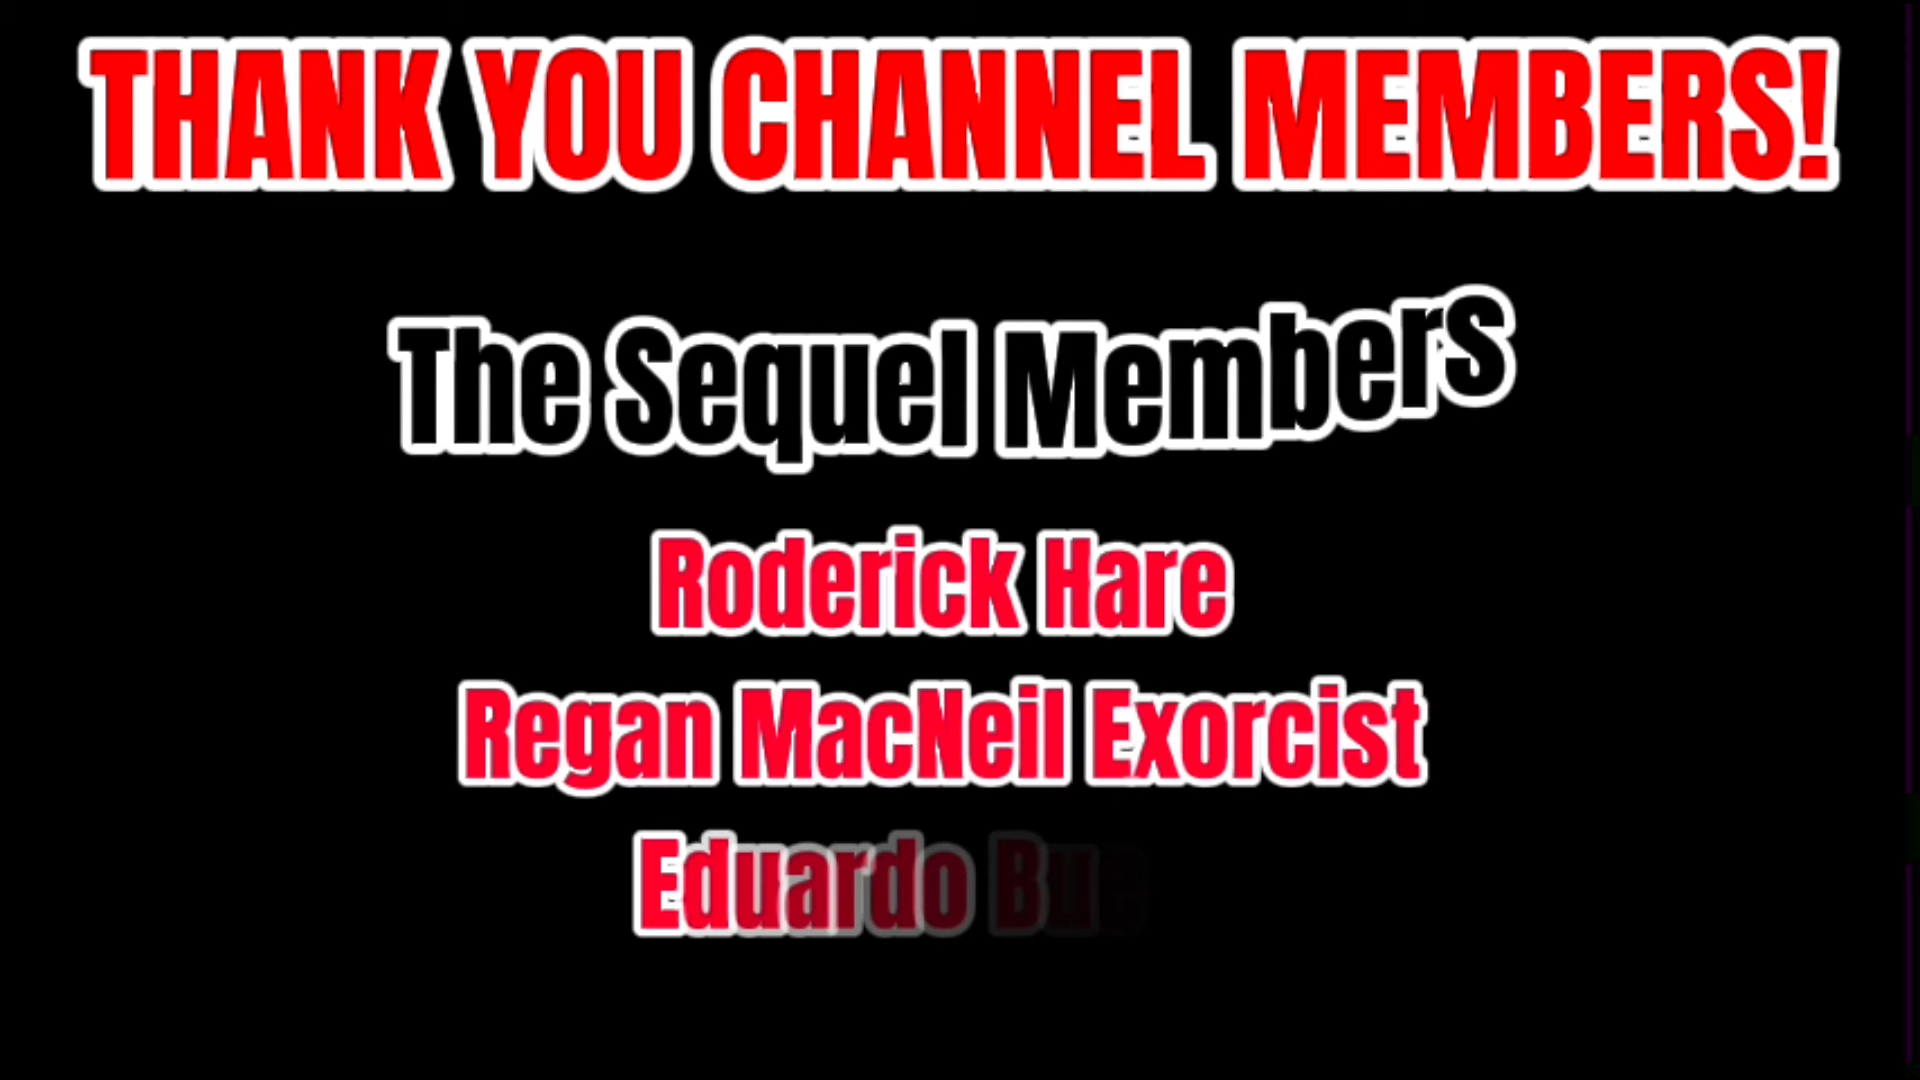 THANK YOU CHANNEL MEMBERS!
The Sequel Members
Roderick Hare
Regan MacNeil Exorcist
Eduardo